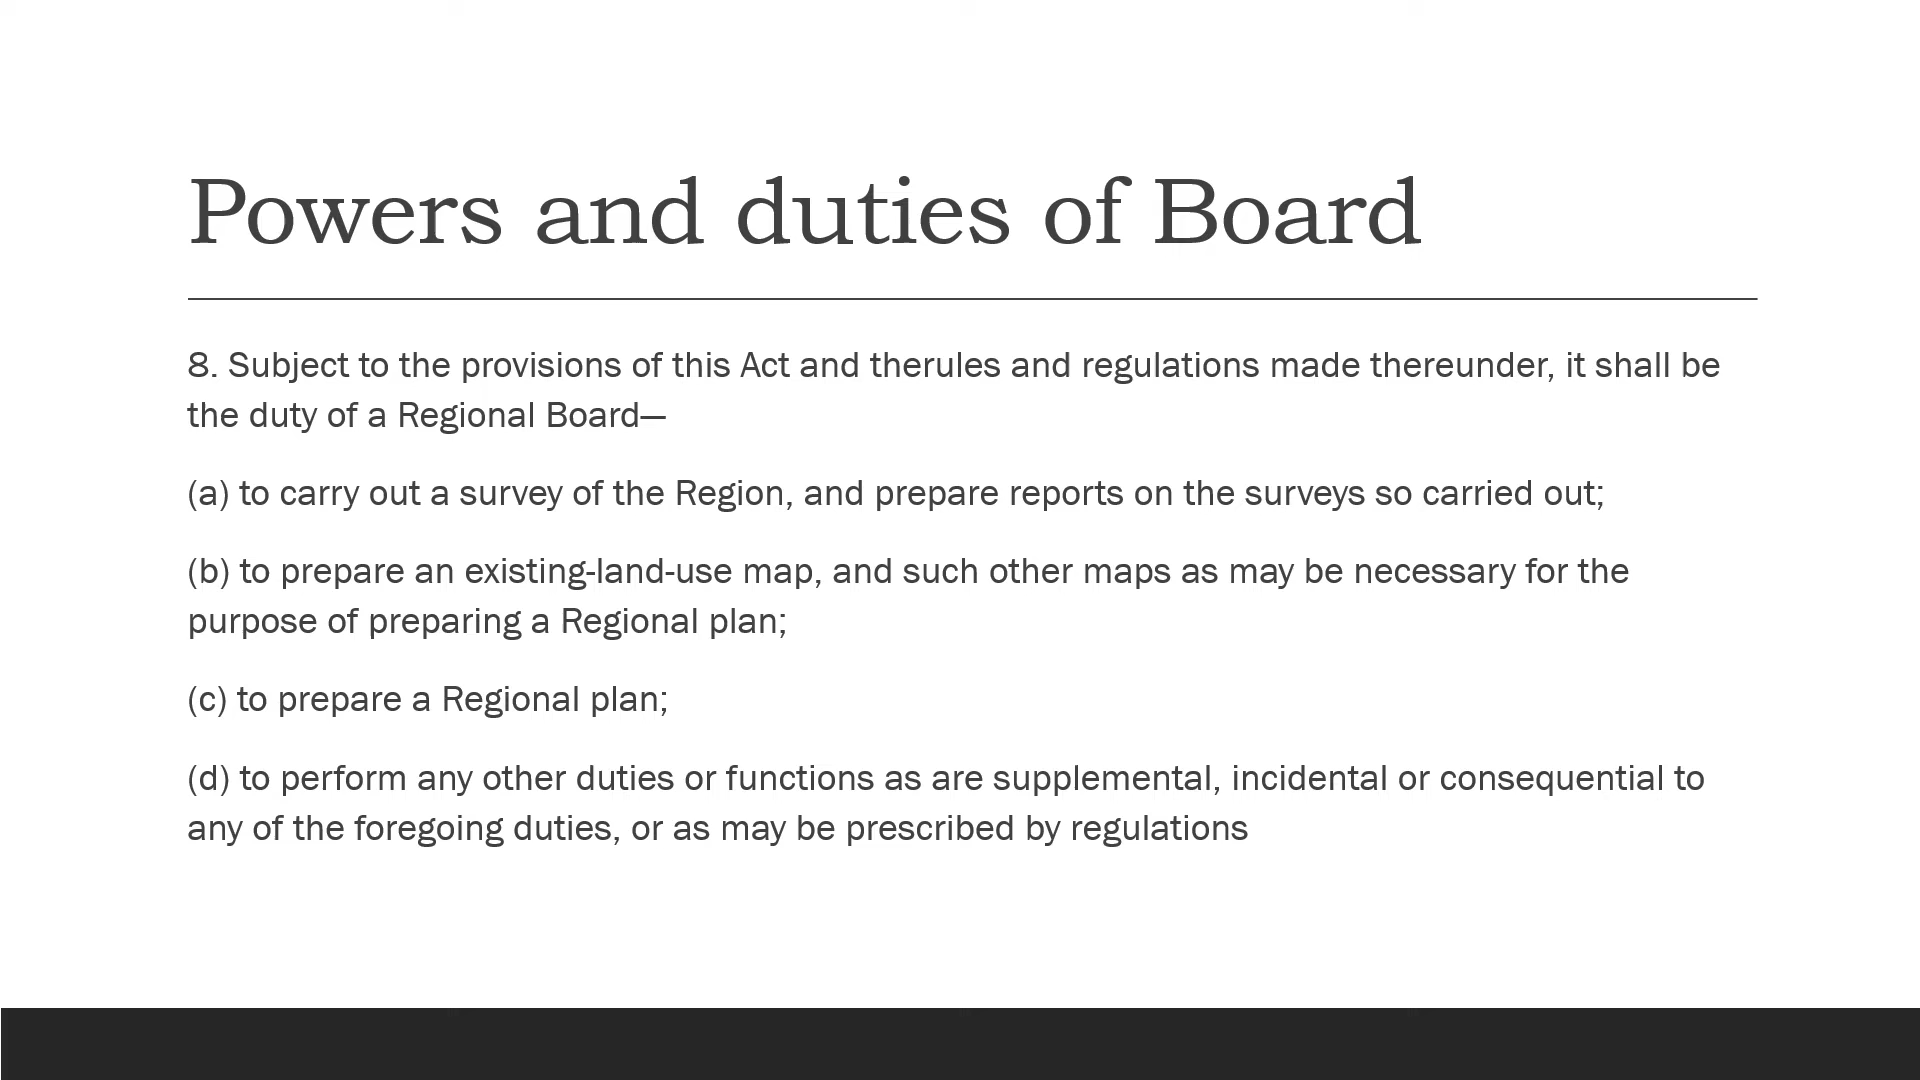 Powers and duties of Board
8. Subject to the provisions of this Act and therules and regulations made thereunder, it shall be
the duty of a Regional Board—
(a) to carry out a survey of the Region, and prepare reports on the surveys so carried out;
(b) to prepare an existing-land-use map, and such other maps as may be necessary for the
purpose of preparing a Regional plan;
(c) to prepare a Regional plan;
(d) to perform any other duties or functions as are supplemental, incidental or consequential to
any of the foregoing duties, or as may be prescribed by regulations